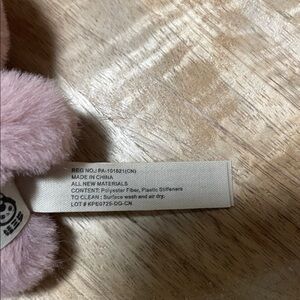 REG NO.: PA-101821(CN)
MADE IN CHINA
ALL NEW MATERIALS
CONTENT: Polyester Fiber, Plastic Stiffeners
TO CLEAN : Surface wash and air dry.
LOT # KPE0725-DG-CN